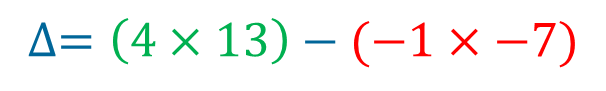 Δ= (4 × 13) − (−1 × −7)